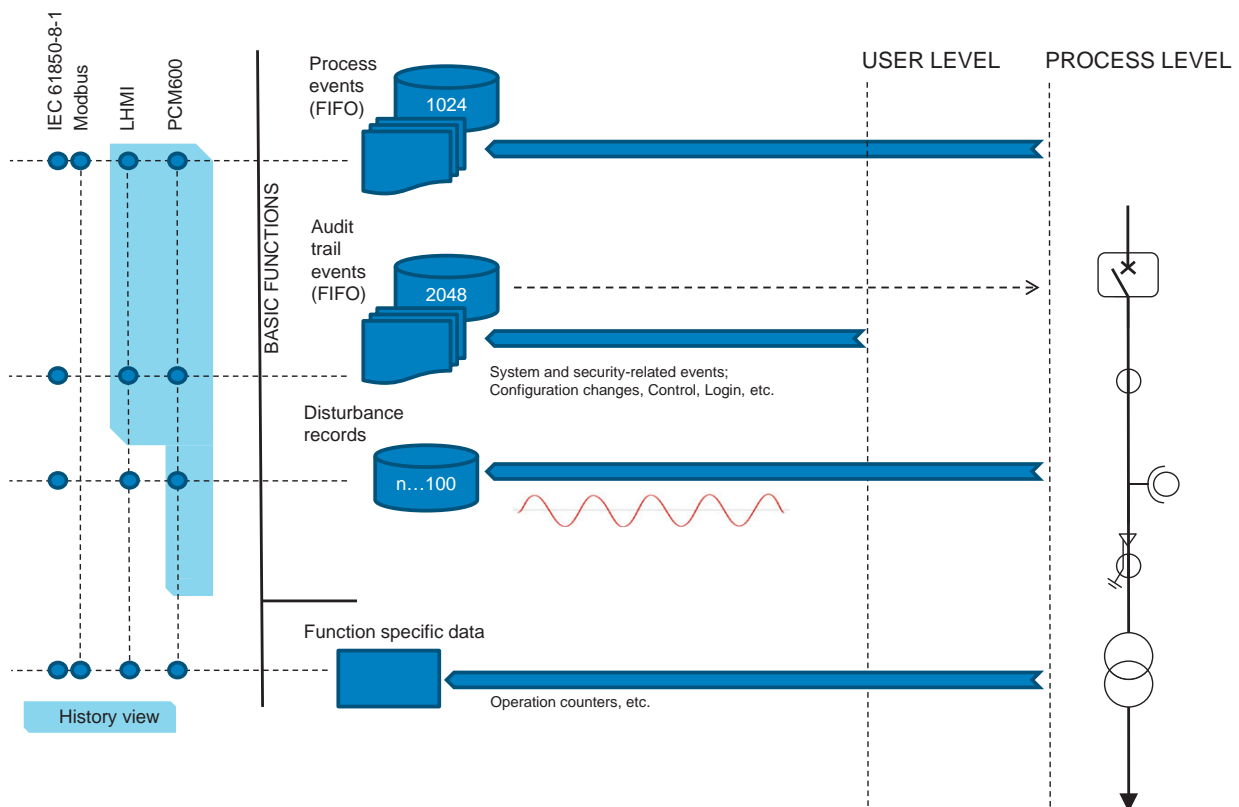 IEC 61850-8-1
Modbus
LHMI
PCM600
BASIC FUNCTIONS
Process
events
(FIFO)
1024
USER LEVEL
PROCESS LEVEL
Audit
trail
events
(FIFO)
2048
System and security-related events;
Configuration changes, Control, Login, etc.
Disturbance
records
n...100
Function specific data
Operation counters, etc.
History view